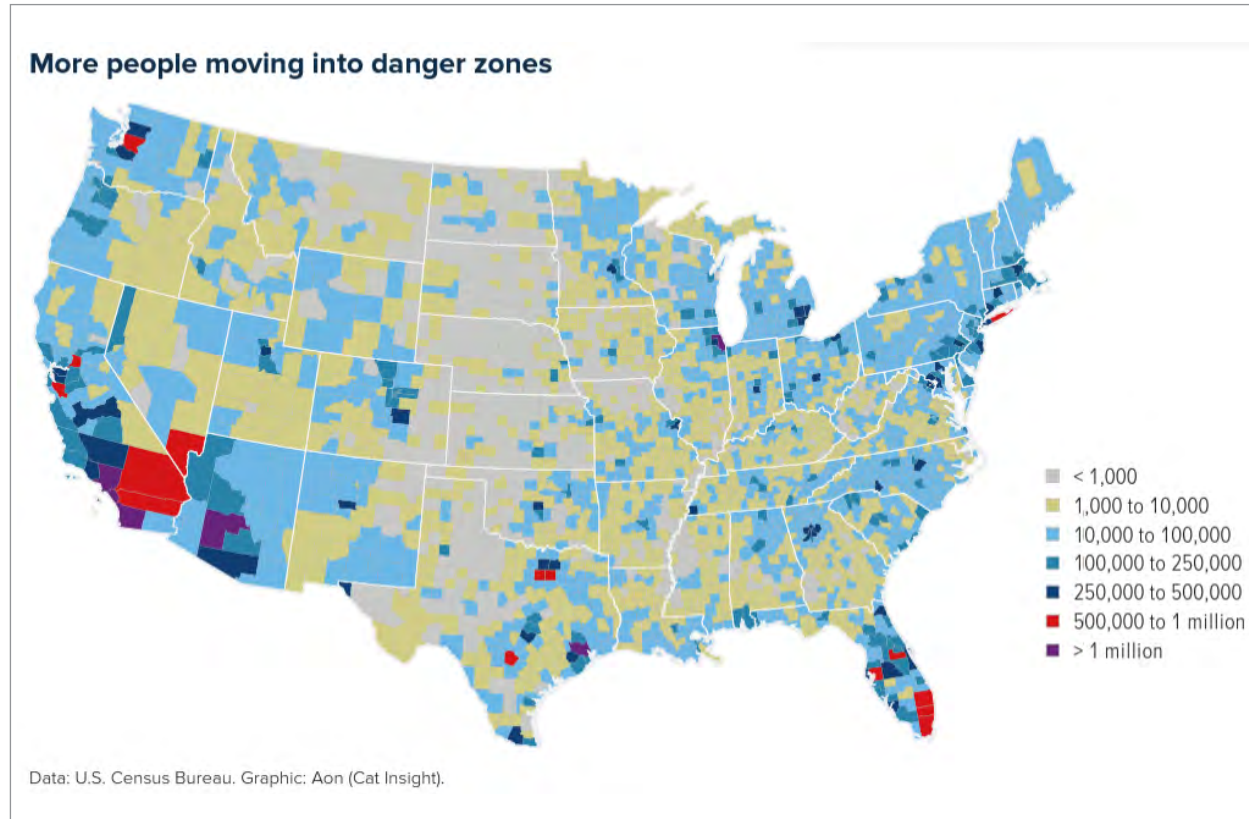 More people moving into danger zones
< 1,000
1,000 to 10,000
10,000 to 100,000
100,000 to 250,000
250,000 to 500,000
500,000 to 1 million
> 1 million
Data: U.S. Census Bureau. Graphic: Aon (Cat Insight).